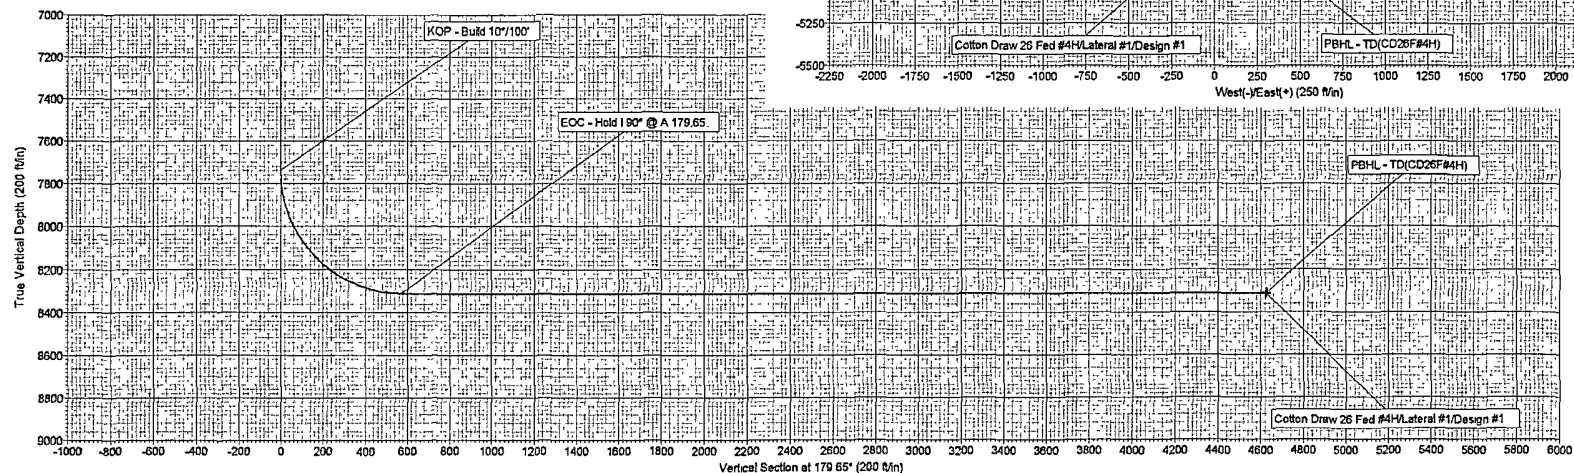 7000
7200
7400
7600
7800
8000
8200
8400
8600
8800
9000
True Vertical Depth (200 ft/in)
KOP - Build 10°/100'
EOC - Hold I 90° @ A 179.65
-1000 -800 -600 -400 -200 0 200 400 600 800 1000 1200 1400 1600 1800 2000 2200 2400 2600 2800 3000 3200 3400 3600 3800 4000 4200 4400 4600 4800 5000 5200 5400 5600 5800 6000
Vertical Section at 179 65° (200 ft/in)
-5250
-5500
Cotton Draw 26 Fed #4H/Lateral #1/Design #1
PBHL - TD(CD26F#4H)
-2250 -2000 -1750 -1500 -1250 -1000 -750 -500 -250 0 250 500 750 1000 1250 1500 1750 2000
West(-)/East(+) (250 ft/in)
PBHL - TD(CD26F#4H)
Cotton Draw 26 Fed #4H/Lateral #1/Design #1